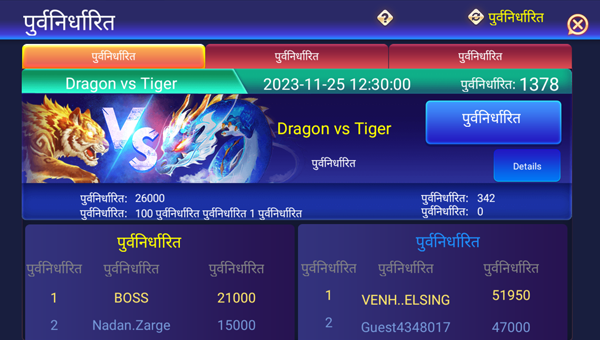 पुर्वनिर्धारित
पुर्वनिर्धारित
पुर्वनिर्धारित पुर्वनिर्धारित पुर्वनिर्धारित
Dragon vs Tiger 2023-11-25 12:30:00 पुर्वनिर्धारित: 1378
VS
पुर्वनिर्धारित
Dragon vs Tiger
पुर्वनिर्धारित
Details
पुर्वनिर्धारित: 26000 पुर्वनिर्धारित: 342
पुर्वनिर्धारित: 100 पुर्वनिर्धारित पुर्वनिर्धारित 1 पुर्वनिर्धारित पुर्वनिर्धारित: 0
पुर्वनिर्धारित
पुर्वनिर्धारित पुर्वनिर्धारित पुर्वनिर्धारित
1 BOSS 21000
2 Nadan.Zarge 15000
पुर्वनिर्धारित
पुर्वनिर्धारित पुर्वनिर्धारित पुर्वनिर्धारित
1 VENH..ELSING 51950
2 Guest4348017 47000